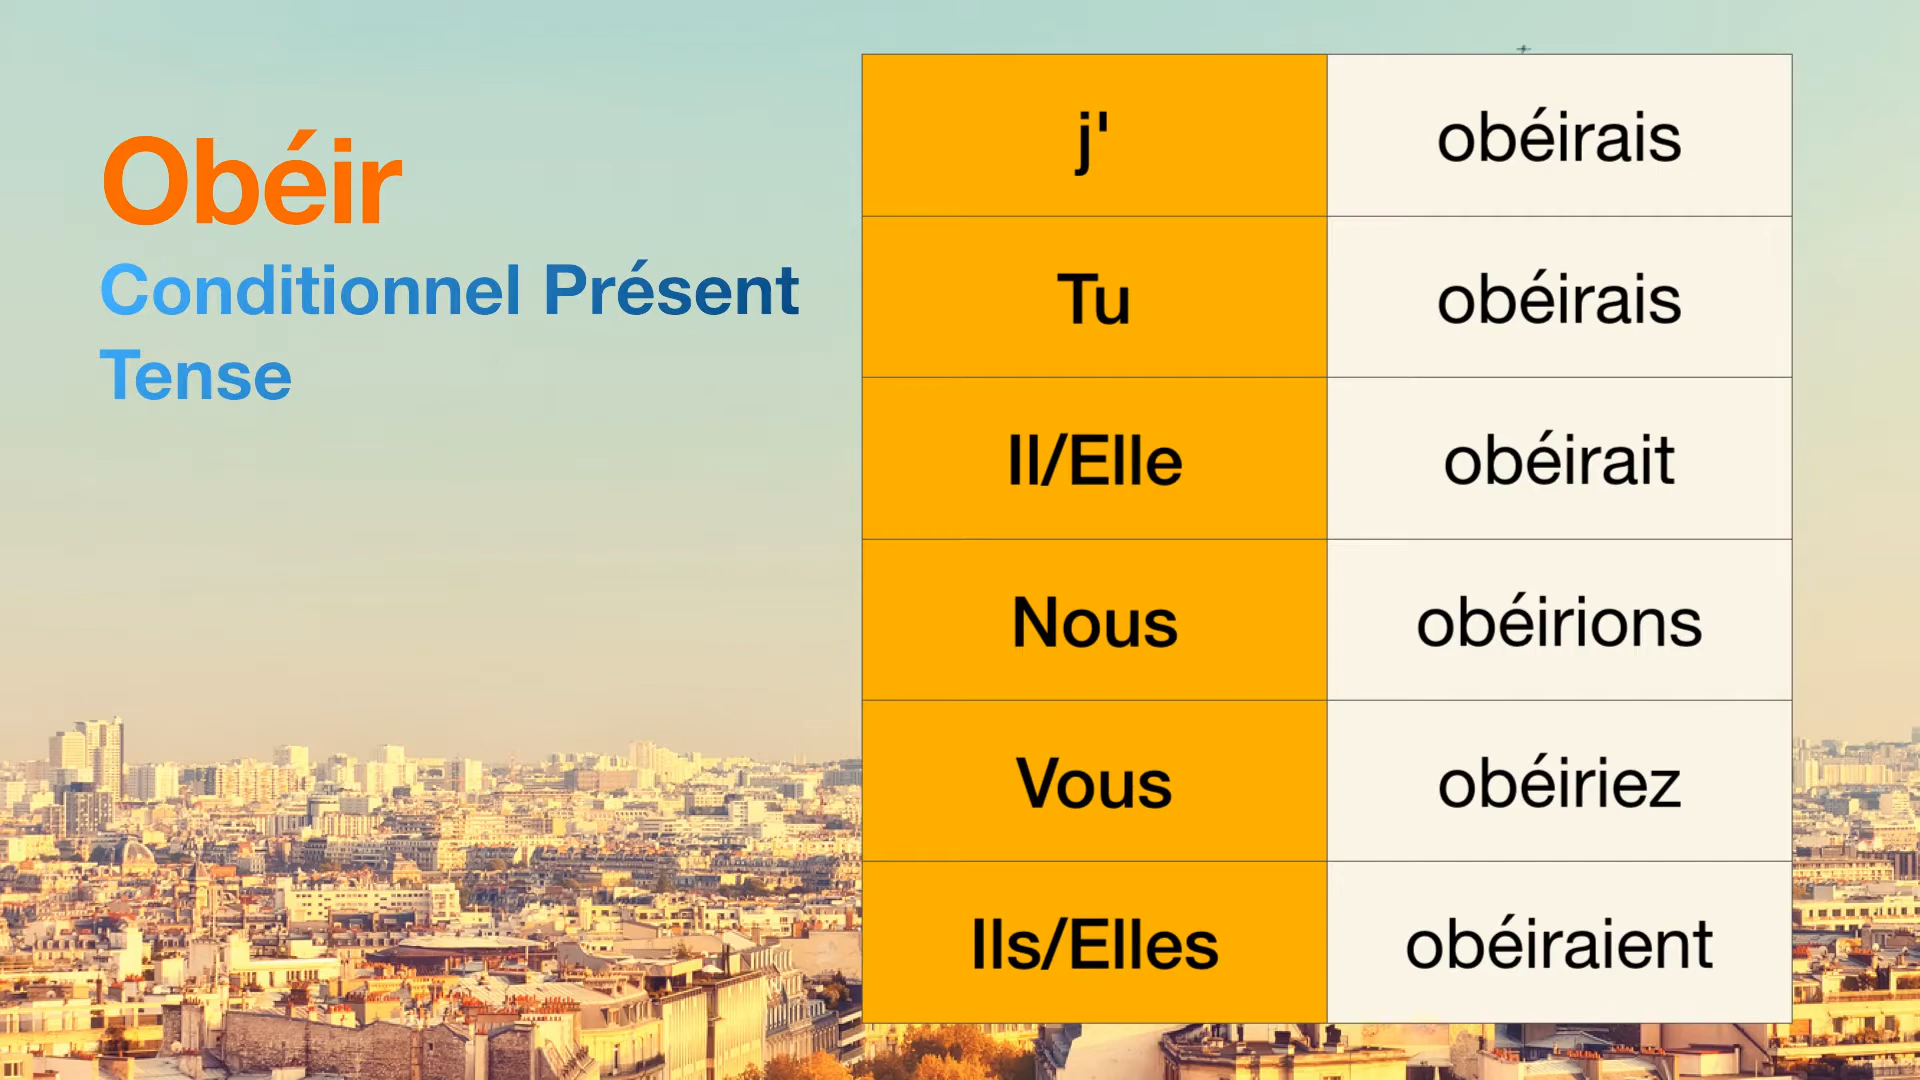 Obéir
Conditionnel Présent
Tense
j' obéirais
Tu obéirais
Il/Elle obéirait
Nous obéirions
Vous obéiriez
Ils/Elles obéiraient